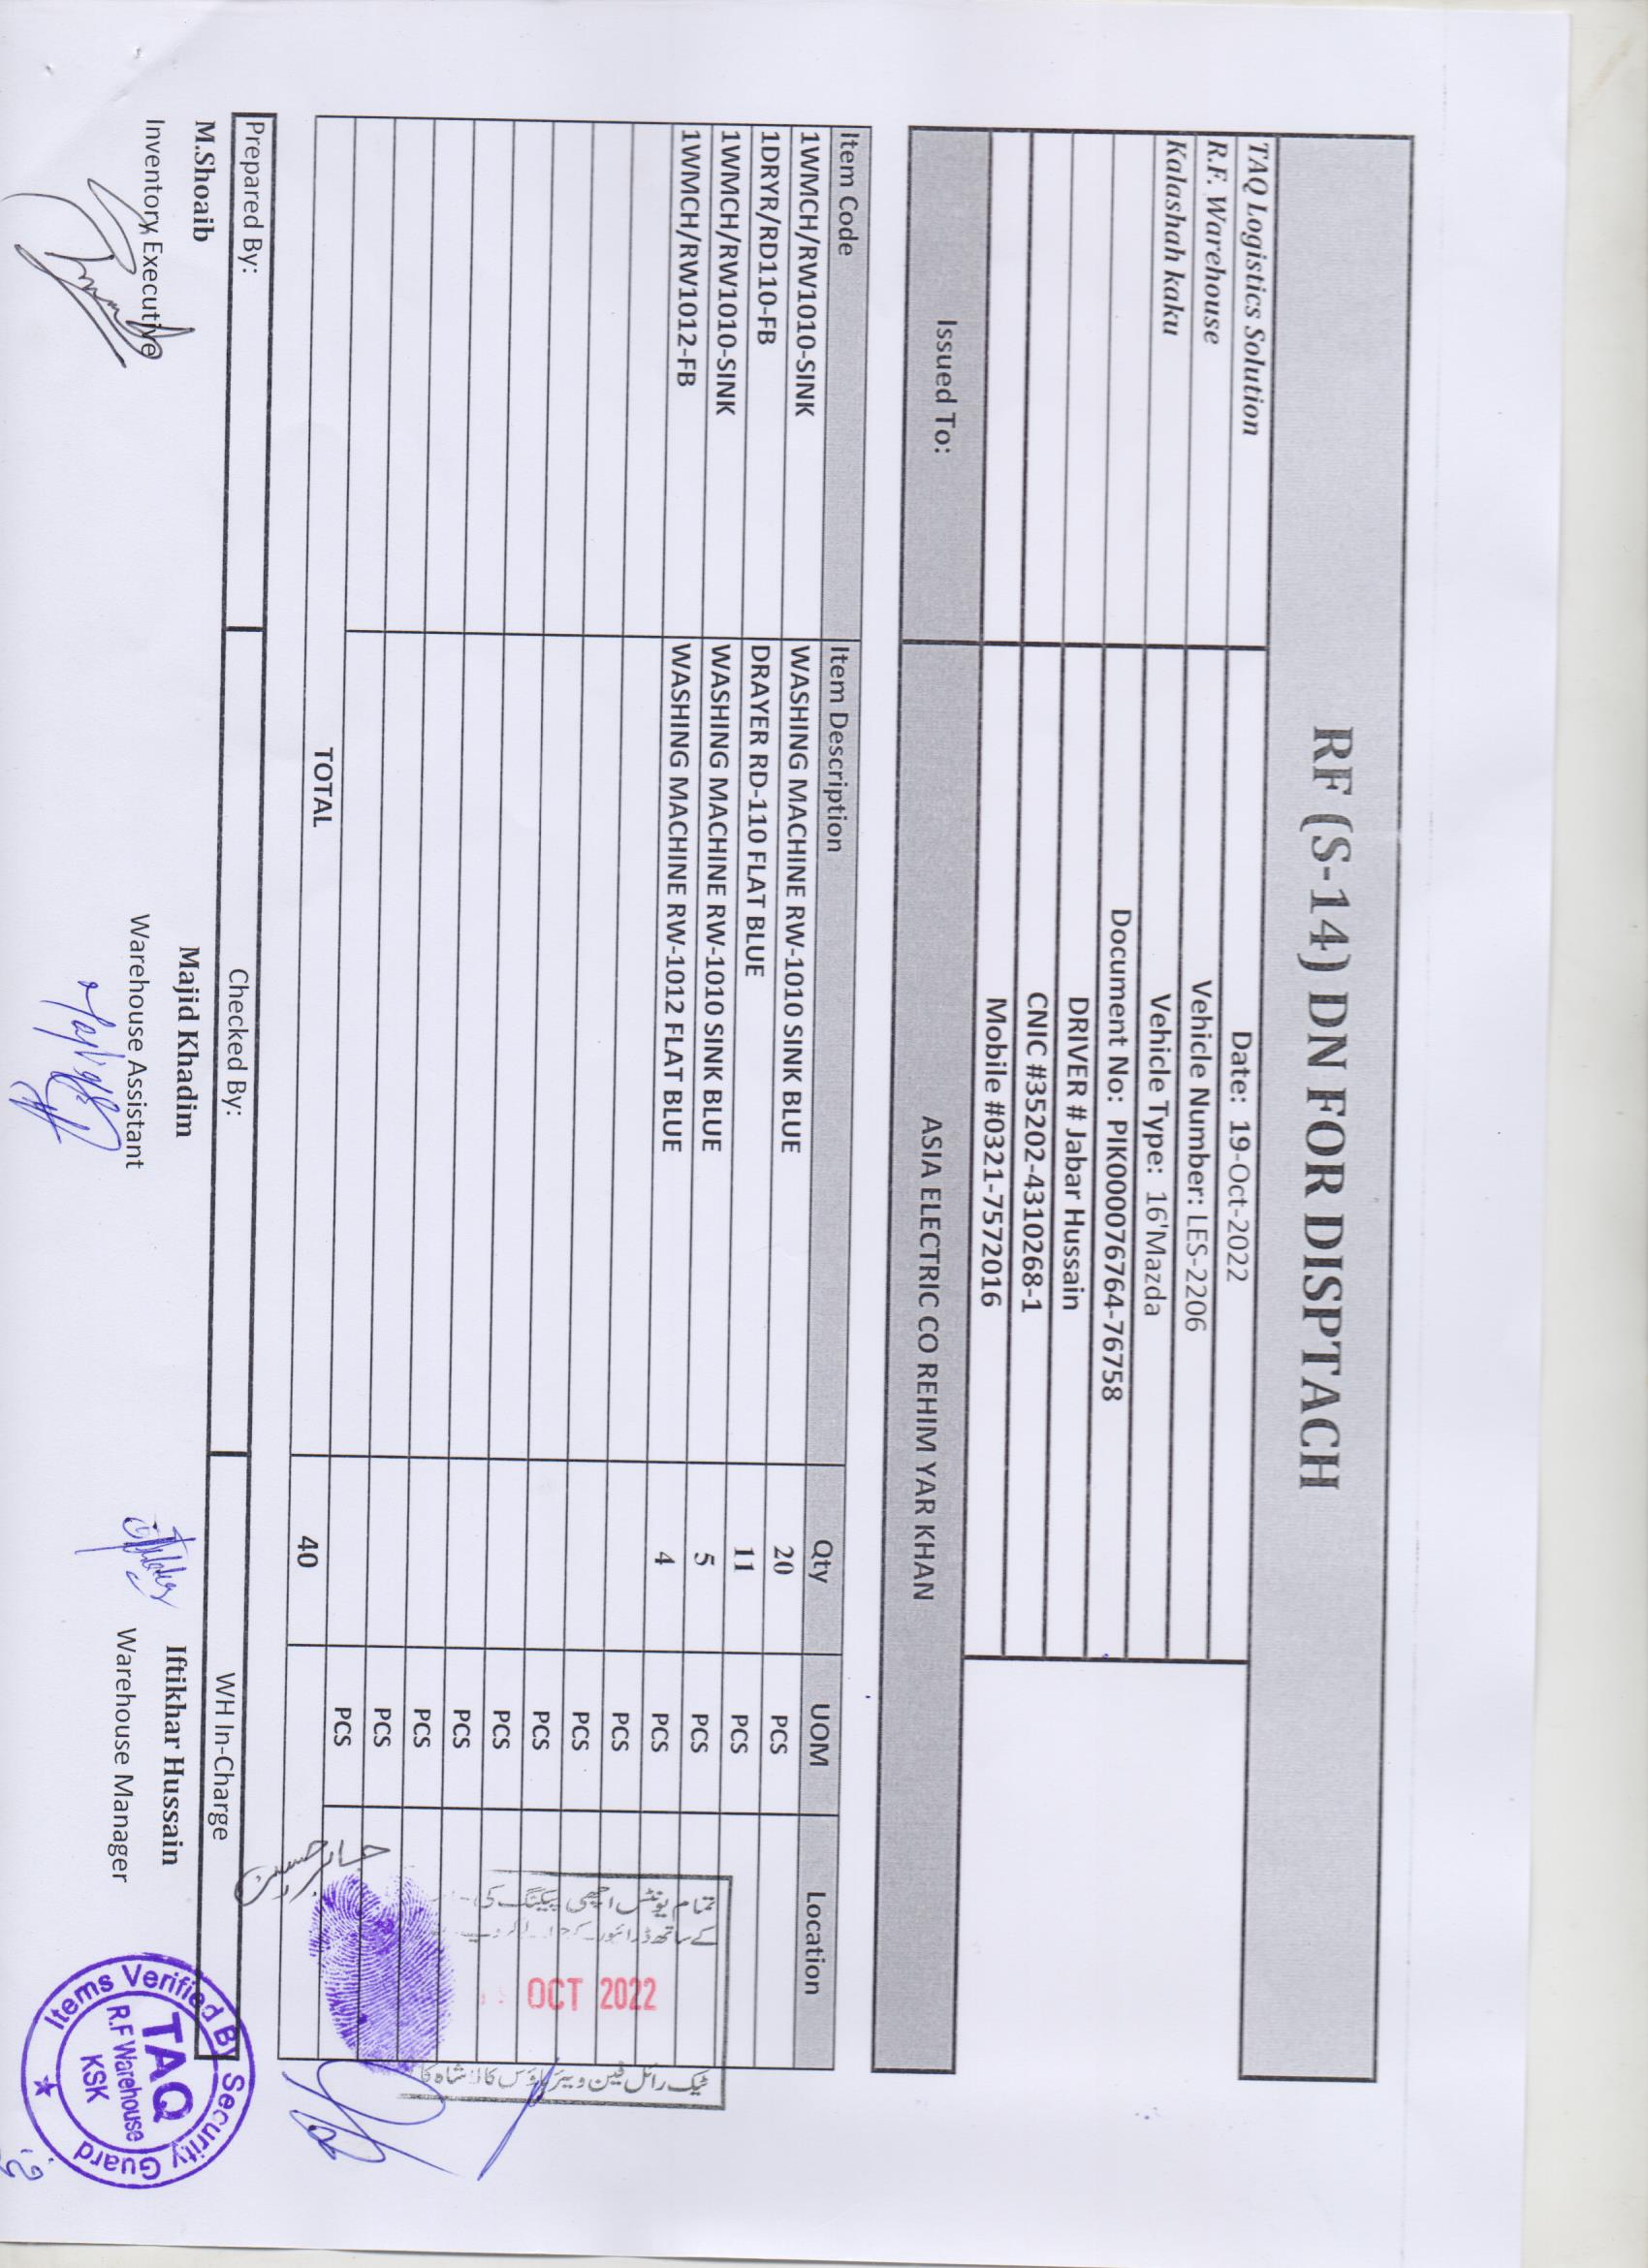 RF (S-14) DN FOR DISPTACH
TAQ Logistics Solution
Date: 19-Oct-2022
R.F. Warehouse
Vehicle Number: LES-2206
Kalashah kaku
Vehicle Type: 16'Mazda
Document No: PIK000076764-76758
DRIVER # Jabar Hussain
CNIC #35202-4310268-1
Mobile #0321-7572016
Issued To: ASIA ELECTRIC CO REHIM YAR KHAN
Item Code Item Description Qty UOM Location
1WMCH/RW1010-SINK WASHING MACHINE RW-1010 SINK BLUE 20 PCS
1DRYR/RD110-FB DRAYER RD-110 FLAT BLUE 11 PCS
1WMCH/RW1010-SINK WASHING MACHINE RW-1010 SINK BLUE 5 PCS
1WMCH/RW1012-FB WASHING MACHINE RW-1012 FLAT BLUE 4 PCS
PCS
PCS
PCS
PCS
PCS
PCS
PCS
PCS
OCT 2022
TOTAL 40
Prepared By: Checked By: WH In-Charge
M.Shoaib Majid Khadim Iftikhar Hussain
Inventory Executive Warehouse Assistant Warehouse Manager
Items Verified By Security Guard
TAQ
R.F Warehouse
KSK